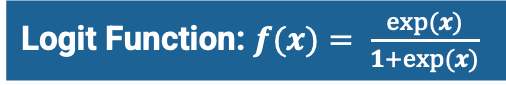 Logit Function: f(x) = exp(x) / 1+exp(x)